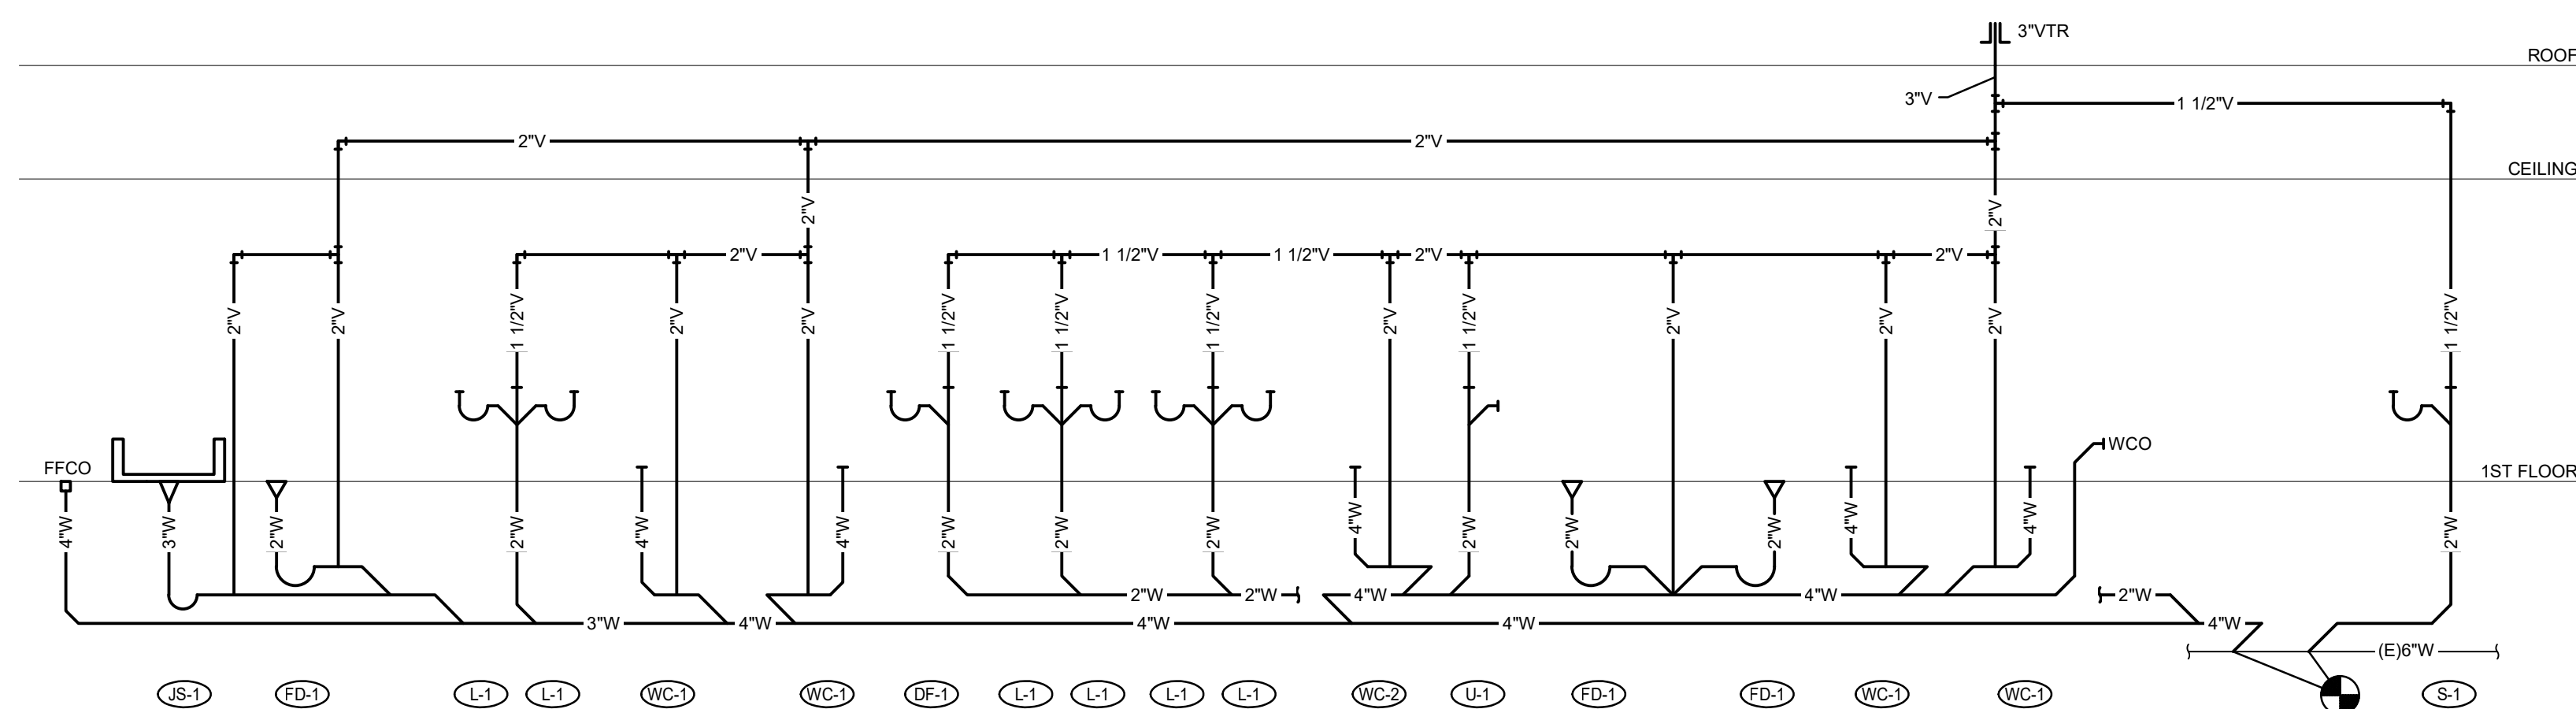 3"VTR
ROOF
3"V
1 1/2"V
2"V
2"V
CEILING
2"V
2"V
2"V
1 1/2"V
1 1/2"V
2"V
2"V
2"V
2"V
1 1/2"V
2"V
2"V
1 1/2"V
1 1/2"V
1 1/2"V
2"V
1 1/2"V
2"V
2"V
2"V
1 1/2"V
WCO
FFCO
1ST FLOOR
4"W
3"W
2"W
2"W
4"W
4"W
2"W
2"W
2"W
4"W
2"W
2"W
2"W
4"W
4"W
2"W
2"W
2"W
4"W
4"W
2"W
3"W
4"W
4"W
4"W
4"W
(E)6"W
JS-1
FD-1
L-1
L-1
WC-1
WC-1
DF-1
L-1
L-1
L-1
L-1
WC-2
U-1
FD-1
FD-1
WC-1
WC-1
S-1